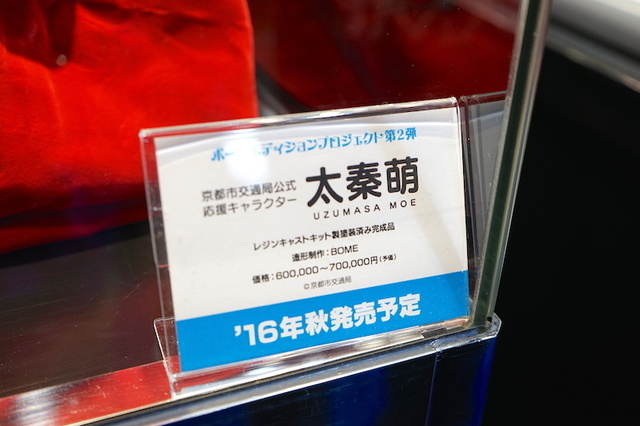 ボーメエディションプロジェクト第2弾
京都市交通局公式
応援キャラクター
太秦萌
UZUMASA MOE
レジンキャストキット製塗装済み完成品
造形制作：BOME
価格：600,000～700,000円（予価）
©京都市交通局
'16年秋発売予定